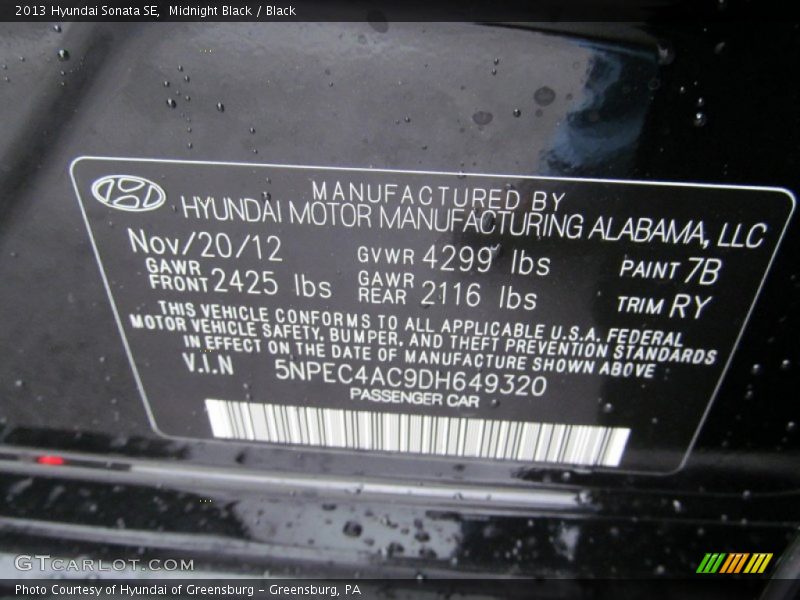 2013 Hyundai Sonata SE,  Midnight Black / Black
MANUFACTURED BY
HYUNDAI MOTOR MANUFACTURING ALABAMA, LLC
Nov/20/12 GVWR 4299 lbs PAINT 7B
GAWR FRONT 2425 lbs GAWR REAR 2116 lbs TRIM RY
THIS VEHICLE CONFORMS TO ALL APPLICABLE U.S.A. FEDERAL
MOTOR VEHICLE SAFETY, BUMPER, AND THEFT PREVENTION STANDARDS
IN EFFECT ON THE DATE OF MANUFACTURE SHOWN ABOVE
V.I.N 5NPEC4AC9DH649320
PASSENGER CAR
GTCARLOT.COM
Photo Courtesy of Hyundai of Greensburg – Greensburg, PA